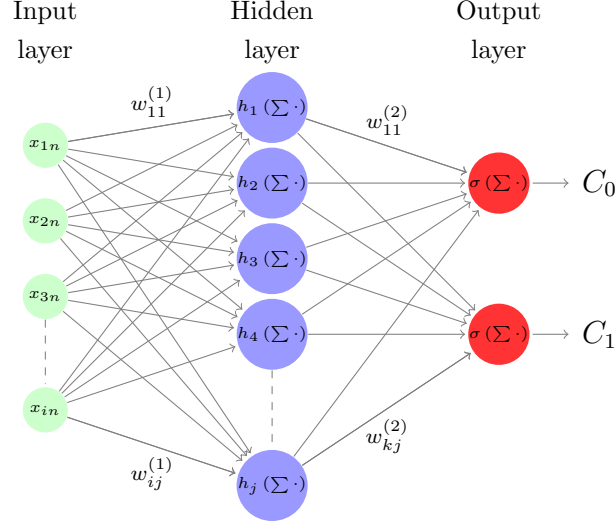 Input layer
Hidden layer
Output layer
w_{11}^{(1)}
w_{11}^{(2)}
x_{1n}
x_{2n}
x_{3n}
x_{in}
h_1 (∑ ·)
h_2 (∑ ·)
h_3 (∑ ·)
h_4 (∑ ·)
h_j (∑ ·)
σ (∑ ·)
σ (∑ ·)
C_0
C_1
w_{ij}^{(1)}
w_{kj}^{(2)}